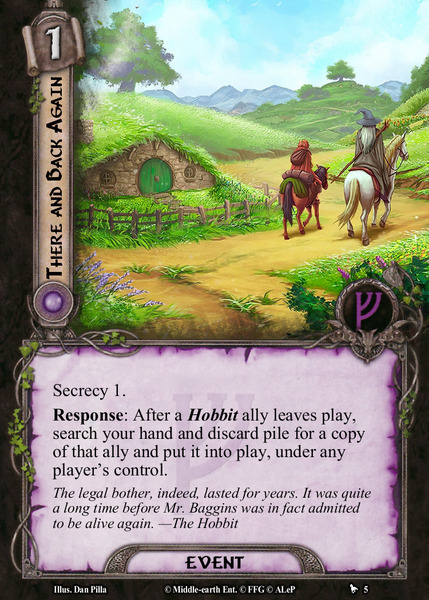 1
There and Back Again
Secrecy 1.
Response: After a Hobbit ally leaves play,
search your hand and discard pile for a copy
of that ally and put it into play, under any
player's control.
The legal bother, indeed, lasted for years. It was quite
a long time before Mr. Baggins was in fact admitted
to be alive again. —The Hobbit
EVENT
Illus. Dan Pilla
© Middle-earth Ent. © FFG © ALeP
5